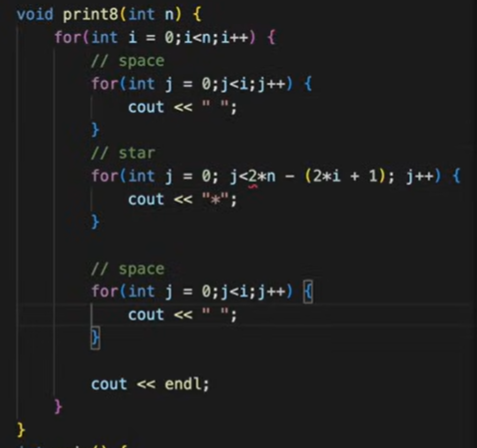 void print8(int n) {
    for(int i = 0;i<n;i++) {
        // space
        for(int j = 0;j<i;j++) {
            cout << " ";
        }
        // star
        for(int j = 0; j<2*n - (2*i + 1); j++) {
            cout << "*";
        }

        // space
        for(int j = 0;j<i;j++) {
            cout << " ";
        }

        cout << endl;
    }
}